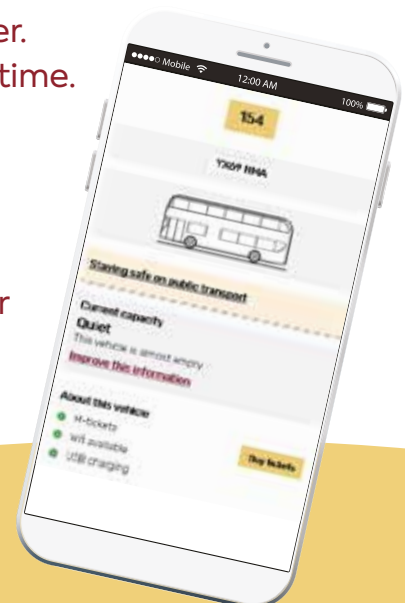 er.
time.
r
Mobile
12:00 AM
100%
154
Staying safe on public transport
Current capacity
Quiet
This vehicle is almost empty
Improve this information
About this vehicle
M-tickets
Wifi available
USB charging
Buy tickets